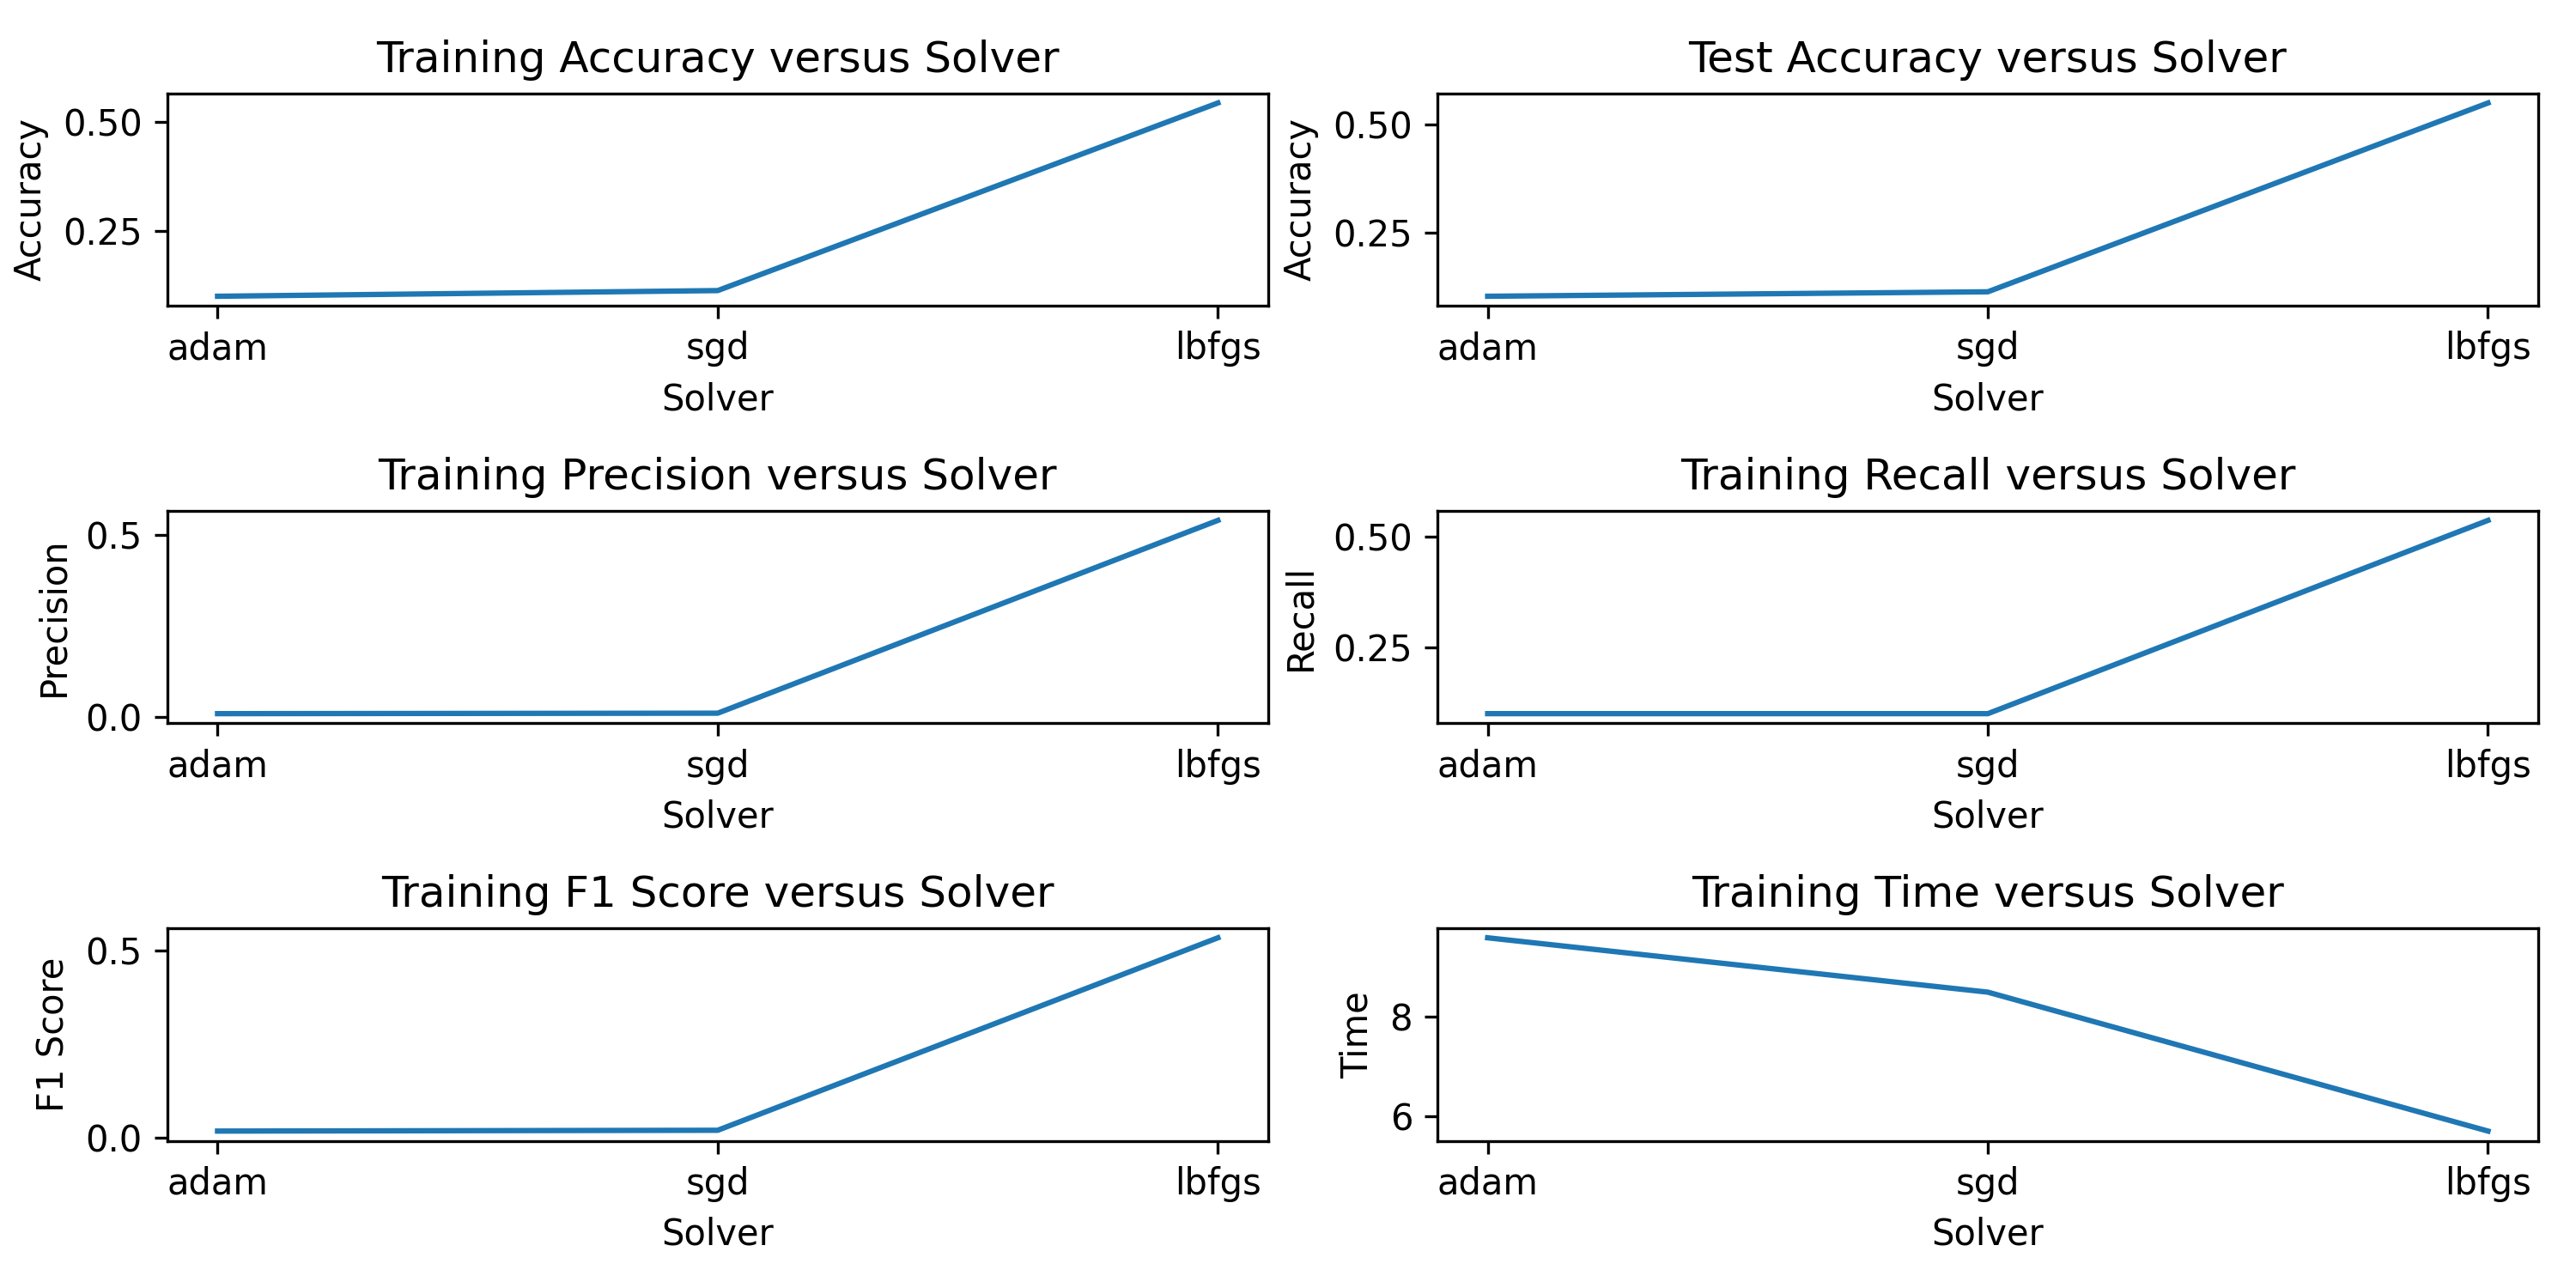 Training Accuracy versus Solver
Accuracy
0.50
0.25
adam sgd lbfgs
Solver
Test Accuracy versus Solver
Accuracy
0.50
0.25
adam sgd lbfgs
Solver
Training Precision versus Solver
Precision
0.5
0.0
adam sgd lbfgs
Solver
Training Recall versus Solver
Recall
0.50
0.25
adam sgd lbfgs
Solver
Training F1 Score versus Solver
F1 Score
0.5
0.0
adam sgd lbfgs
Solver
Training Time versus Solver
Time
8
6
adam sgd lbfgs
Solver